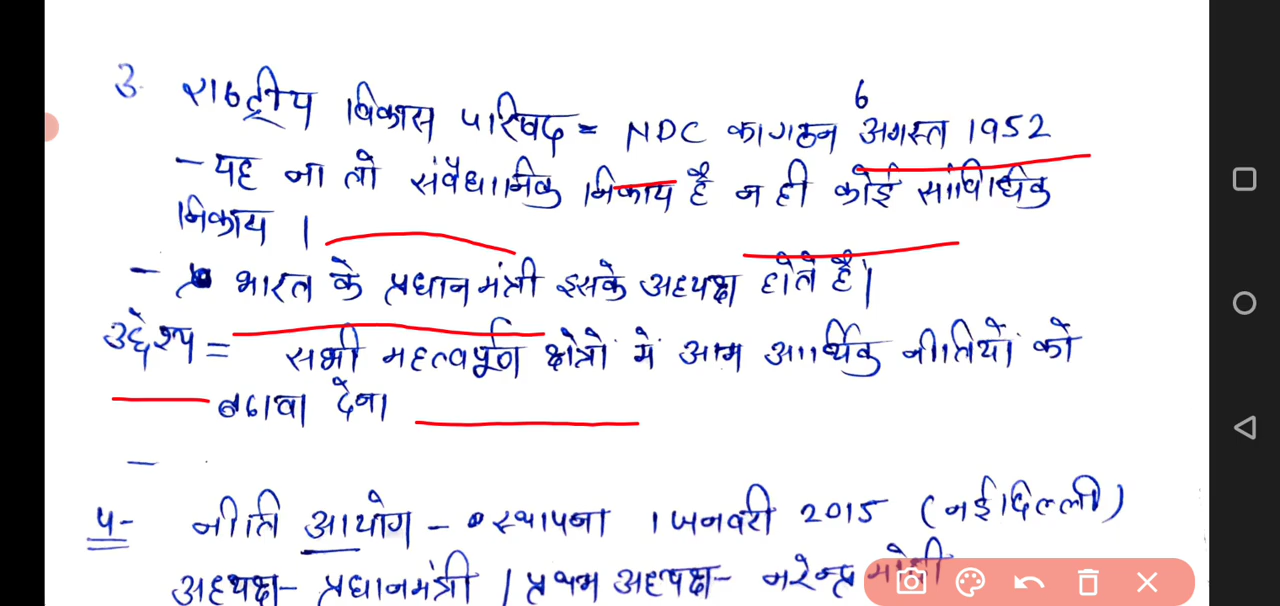 3. राष्ट्रीय विकास परिषद = NDC का गठन 6 अगस्त 1952
- यह ना तो संवैधानिक निकाय है न ही कोई सांविधिक
निकाय ।
- भारत के प्रधानमंत्री इसके अध्यक्ष होते है।
उद्देश्य = सभी महत्वपूर्ण क्षेत्रो में आम आर्थिक नीतियों को
बढावा देना
-
4- नीति आयोग - स्थापना 1 जनवरी 2015 (नई दिल्ली)
अध्यक्ष - प्रधानमंत्री / प्रथम अध्यक्ष - नरेन्द्र मोदी